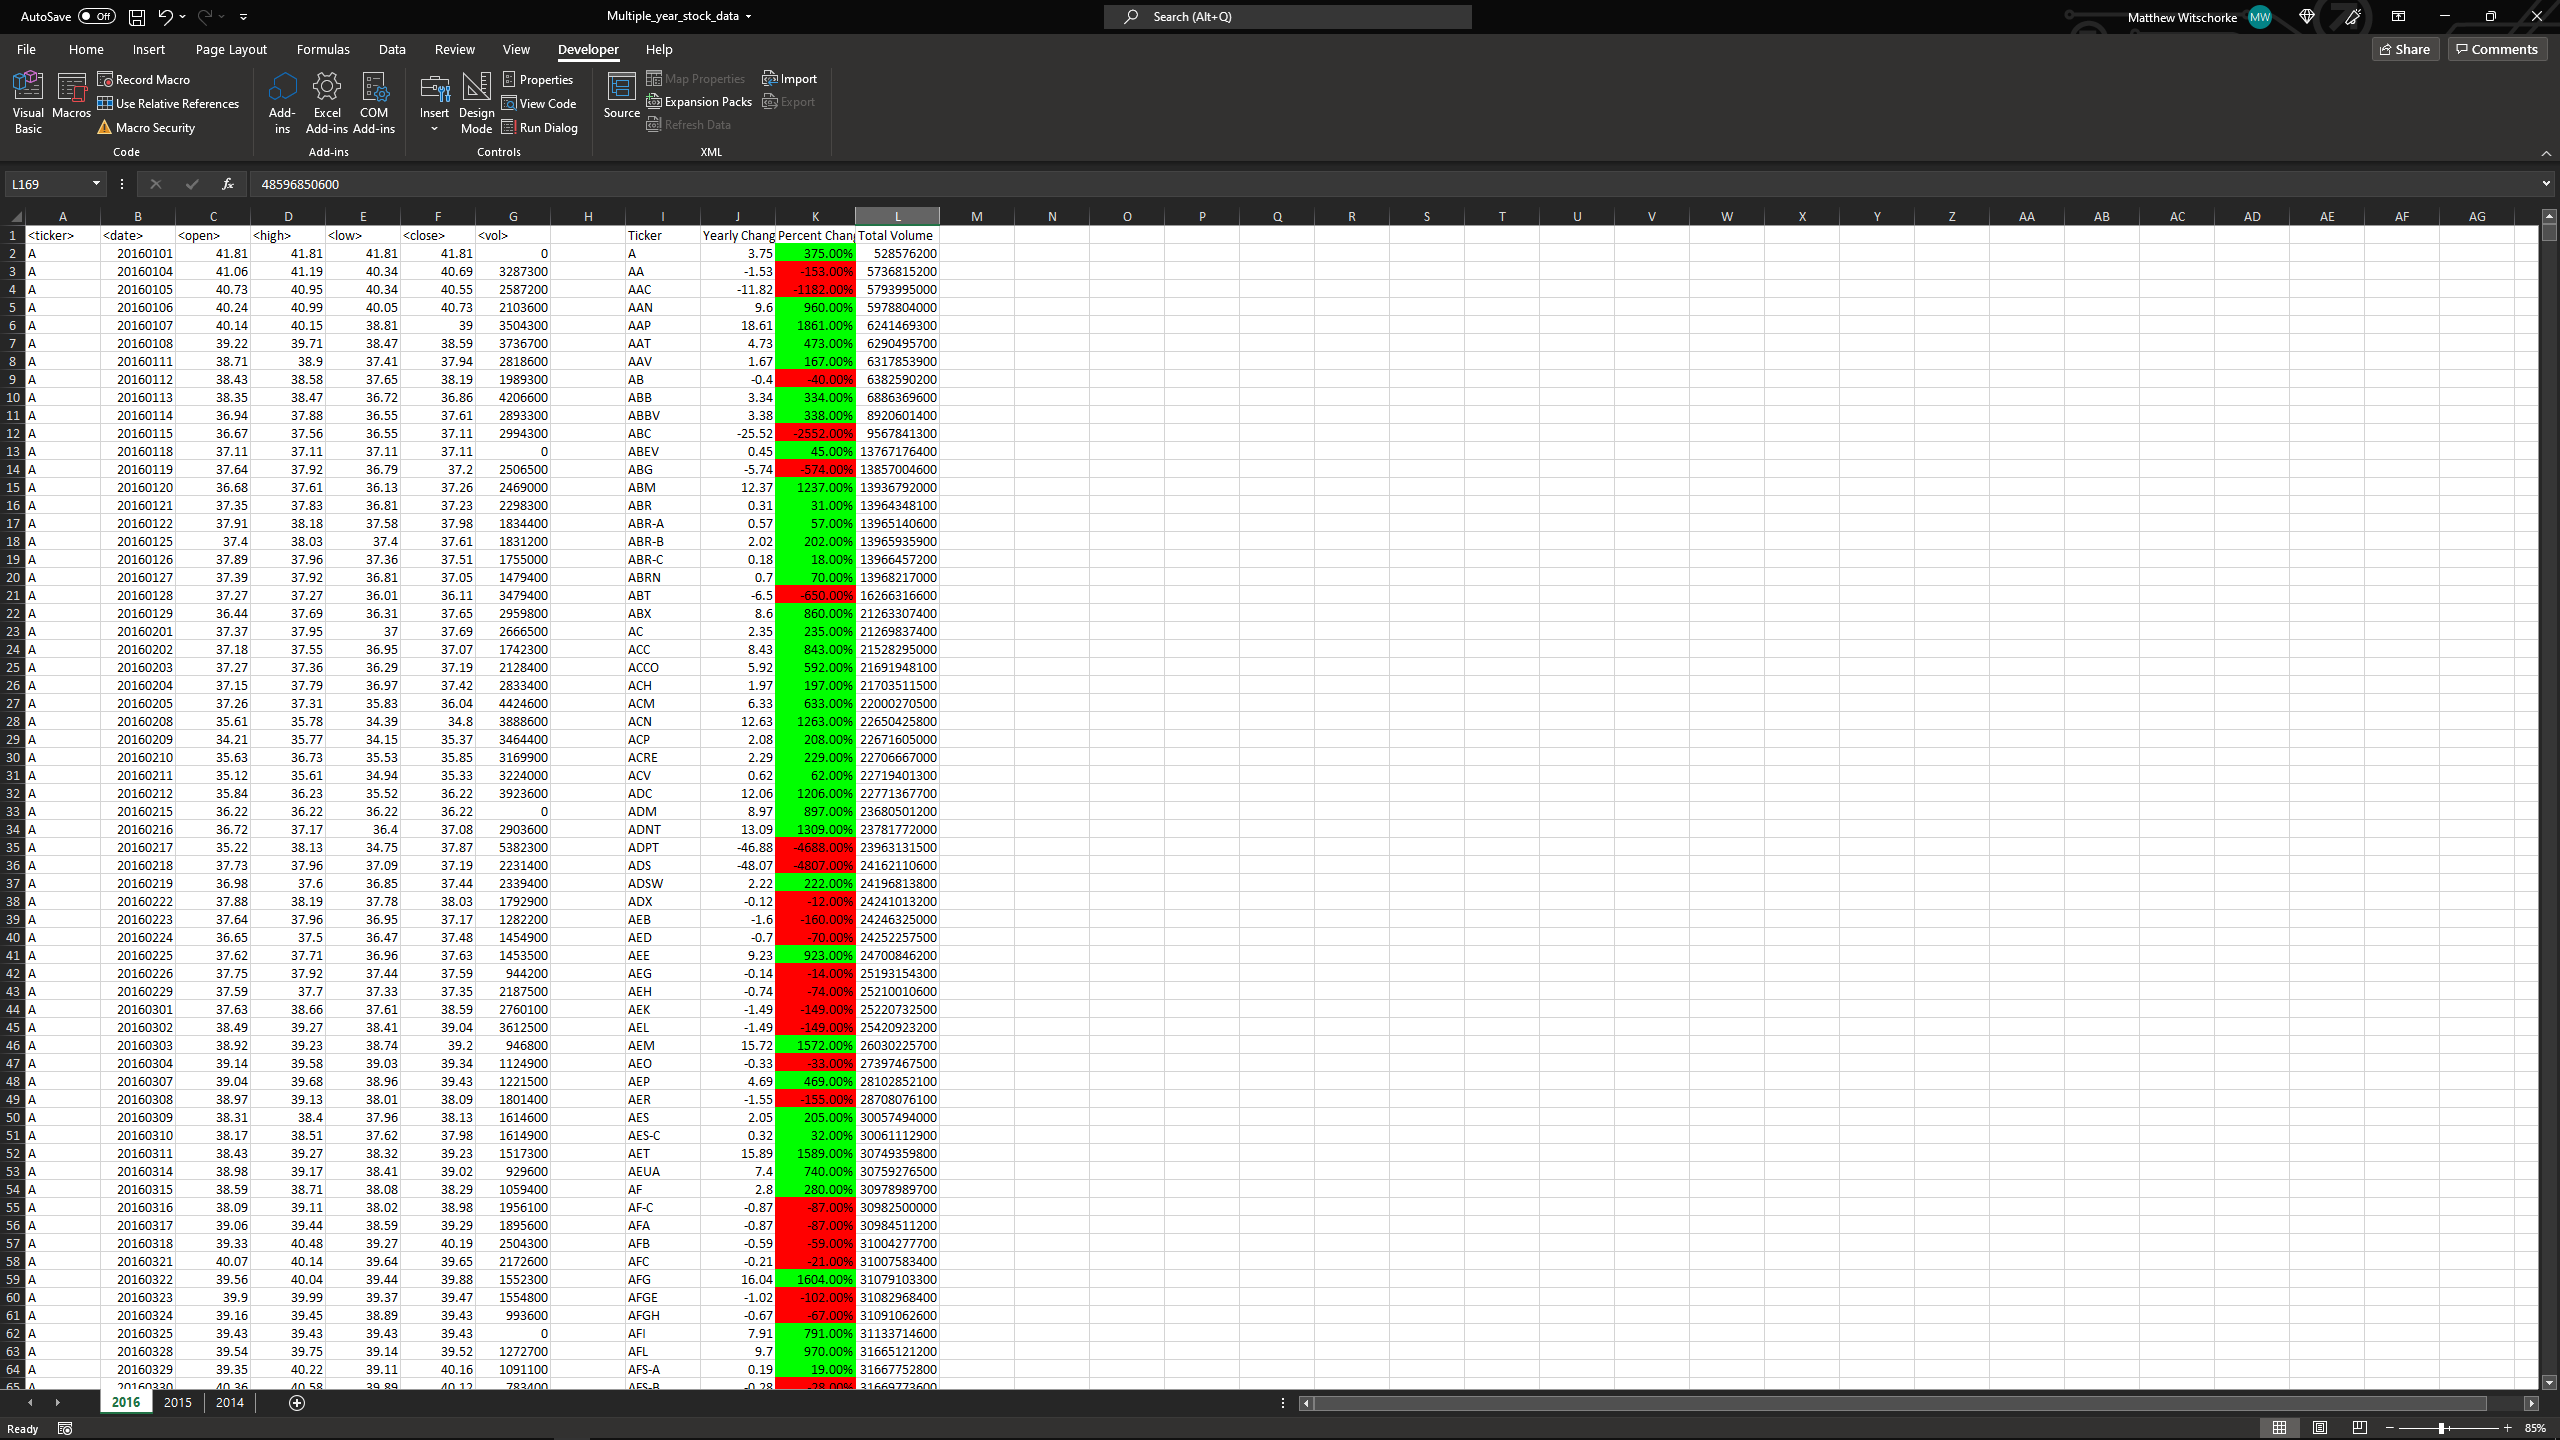 AutoSave Off Multiple_year_stock_data Search (Alt+Q) Matthew Witschorke MW
File Home Insert Page Layout Formulas Data Review View Developer Help Share Comments
Visual Basic Macros Record Macro Use Relative References Macro Security Code
Add-ins Excel Add-ins COM Add-ins Add-ins
Insert Design Mode Properties View Code Run Dialog Controls
Source Map Properties Expansion Packs Refresh Data Import Export XML
L169 fx 48596850600
A B C D E F G H I J K L M N O P Q R S T U V W X Y Z AA AB AC AD AE AF AG
1 <ticker> <date> <open> <high> <low> <close> <vol> Ticker Yearly Chang Percent Chan Total Volume
2 A 20160101 41.81 41.81 41.81 41.81 0 A 3.75 375.00% 528576200
3 A 20160104 41.06 41.19 40.34 40.69 3287300 AA -1.53 -153.00% 5736815200
4 A 20160105 40.73 40.95 40.34 40.55 2587200 AAC -11.82 -1182.00% 5793995000
5 A 20160106 40.24 40.99 40.05 40.73 2103600 AAN 9.6 960.00% 5978804000
6 A 20160107 40.14 40.15 38.81 39 3504300 AAP 18.61 1861.00% 6241469300
7 A 20160108 39.22 39.71 38.47 38.59 3736700 AAT 4.73 473.00% 6290495700
8 A 20160111 38.71 38.9 37.41 37.94 2818600 AAV 1.67 167.00% 6317853900
9 A 20160112 38.43 38.58 37.65 38.19 1989300 AB -0.4 -40.00% 6382590200
10 A 20160113 38.35 38.47 36.72 36.86 4206600 ABB 3.34 334.00% 6886369600
11 A 20160114 36.94 37.88 36.55 37.61 2893300 ABBV 3.38 338.00% 8920601400
12 A 20160115 36.67 37.56 36.55 37.11 2994300 ABC -25.52 -2552.00% 9567841300
13 A 20160118 37.11 37.11 37.11 37.11 0 ABEV 0.45 45.00% 13767176400
14 A 20160119 37.64 37.92 36.79 37.2 2506500 ABG -5.74 -574.00% 13857004600
15 A 20160120 36.68 37.61 36.13 37.26 2469000 ABM 12.37 1237.00% 13936792000
16 A 20160121 37.35 37.83 36.81 37.23 2298300 ABR 0.31 31.00% 13964348100
17 A 20160122 37.91 38.18 37.58 37.98 1834400 ABR-A 0.57 57.00% 13965140600
18 A 20160125 37.4 38.03 37.4 37.61 1831200 ABR-B 2.02 202.00% 13965935900
19 A 20160126 37.89 37.96 37.36 37.51 1755000 ABR-C 0.18 18.00% 13966457200
20 A 20160127 37.39 37.92 36.81 37.05 1479400 ABRN 0.7 70.00% 13968217000
21 A 20160128 37.27 37.27 36.01 36.11 3479400 ABT -6.5 -650.00% 16266316600
22 A 20160129 36.44 37.69 36.31 37.65 2959800 ABX 8.6 860.00% 21263307400
23 A 20160201 37.37 37.95 37 37.69 2666500 AC 2.35 235.00% 21269837400
24 A 20160202 37.18 37.55 36.95 37.07 1742300 ACC 8.43 843.00% 21528295000
25 A 20160203 37.27 37.36 36.29 37.19 2128400 ACCO 5.92 592.00% 21691948100
26 A 20160204 37.15 37.79 36.97 37.42 2833400 ACH 1.97 197.00% 21703511500
27 A 20160205 37.26 37.31 35.83 36.04 4424600 ACM 6.33 633.00% 22000270500
28 A 20160208 35.61 35.78 34.39 34.8 3888600 ACN 12.63 1263.00% 22650425800
29 A 20160209 34.21 35.77 34.15 35.37 3464400 ACP 2.08 208.00% 22671605000
30 A 20160210 35.63 36.73 35.53 35.85 3169900 ACRE 2.29 229.00% 22706667000
31 A 20160211 35.12 35.61 34.94 35.33 3224000 ACV 0.62 62.00% 22719401300
32 A 20160212 35.84 36.23 35.52 36.22 3923600 ADC 12.06 1206.00% 22771367700
33 A 20160215 36.22 36.22 36.22 36.22 0 ADM 8.97 897.00% 23680501200
34 A 20160216 36.72 37.17 36.4 37.08 2903600 ADNT 13.09 1309.00% 23781772000
35 A 20160217 35.22 38.13 34.75 37.87 5382300 ADPT -46.88 -4688.00% 23963131500
36 A 20160218 37.73 37.96 37.09 37.19 2231400 ADS -48.07 -4807.00% 24162110600
37 A 20160219 36.98 37.6 36.85 37.44 2339400 ADSW 2.22 222.00% 24196813800
38 A 20160222 37.88 38.19 37.78 38.03 1792900 ADX -0.12 -12.00% 24241013200
39 A 20160223 37.64 37.96 36.95 37.17 1282200 AEB -1.6 -160.00% 24246325000
40 A 20160224 36.65 37.5 36.47 37.48 1454900 AED -0.7 -70.00% 24252257500
41 A 20160225 37.62 37.71 36.96 37.63 1453500 AEE 9.23 923.00% 24700846200
42 A 20160226 37.75 37.92 37.44 37.59 944200 AEG -0.14 -14.00% 25193154300
43 A 20160229 37.59 37.7 37.33 37.35 2187500 AEH -0.74 -74.00% 25210010600
44 A 20160301 37.63 38.66 37.61 38.59 2760100 AEK -1.49 -149.00% 25220732500
45 A 20160302 38.49 39.27 38.41 39.04 3612500 AEL -1.49 -149.00% 25420923200
46 A 20160303 38.92 39.23 38.74 39.2 946800 AEM 15.72 1572.00% 26030225700
47 A 20160304 39.14 39.58 39.03 39.34 1124900 AEO -0.33 -33.00% 27397467500
48 A 20160307 39.04 39.68 38.96 39.43 1221500 AEP 4.69 469.00% 28102852100
49 A 20160308 38.97 39.13 38.01 38.09 1801400 AER -1.55 -155.00% 28708076100
50 A 20160309 38.31 38.4 37.96 38.13 1614600 AES 2.05 205.00% 30057494000
51 A 20160310 38.17 38.51 37.62 37.98 1614900 AES-C 0.32 32.00% 30061112900
52 A 20160311 38.43 39.27 38.32 39.23 1517300 AET 15.89 1589.00% 30749359800
53 A 20160314 38.98 39.17 38.41 39.02 929600 AEUA 7.4 740.00% 30759276500
54 A 20160315 38.59 38.71 38.08 38.29 1059400 AF 2.8 280.00% 30978989700
55 A 20160316 38.09 39.11 38.02 38.98 1956100 AF-C -0.87 -87.00% 30982500000
56 A 20160317 39.06 39.44 38.59 39.29 1895600 AFA -0.87 -87.00% 30984511200
57 A 20160318 39.33 40.48 39.27 40.19 2504300 AFB -0.59 -59.00% 31004277700
58 A 20160321 40.07 40.14 39.64 39.65 2172600 AFC -0.21 -21.00% 31007583400
59 A 20160322 39.56 40.04 39.44 39.88 1552300 AFG 16.04 1604.00% 31079103300
60 A 20160323 39.9 39.99 39.37 39.47 1554800 AFGE -1.02 -102.00% 31082968400
61 A 20160324 39.16 39.45 38.89 39.43 993600 AFGH -0.67 -67.00% 31091062600
62 A 20160325 39.43 39.43 39.43 39.43 0 AFI 7.91 791.00% 31133714600
63 A 20160328 39.54 39.75 39.14 39.52 1272700 AFL 9.7 970.00% 31665121200
64 A 20160329 39.35 40.22 39.11 40.16 1091100 AFS-A 0.19 19.00% 31667752800
65 A 20160330 40.36 40.58 39.89 40.12 783400 AFS-B -0.28 -28.00% 31669773600
2016 2015 2014
Ready 85%